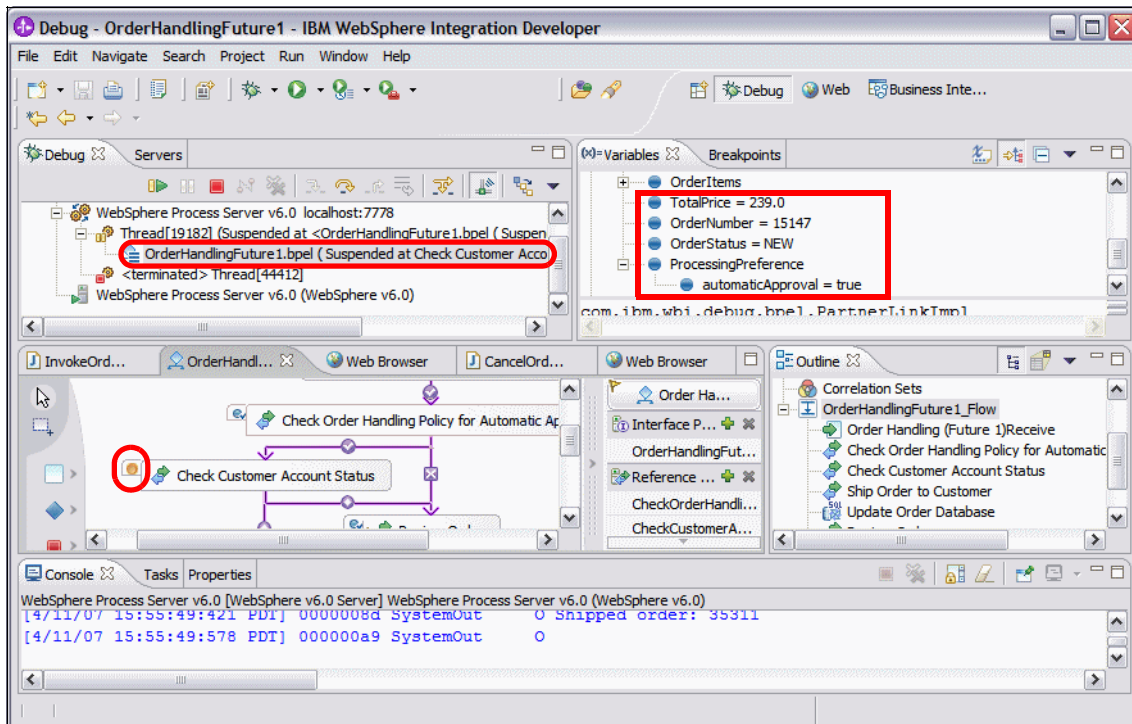 Debug - OrderHandlingFuture1 - IBM WebSphere Integration Developer
File Edit Navigate Search Project Run Window Help
Debug Web Business Inte...
Debug Servers
WebSphere Process Server v6.0 localhost:7778
Thread[19182] (Suspended at <OrderHandlingFuture1.bpel ( Suspen
OrderHandlingFuture1.bpel ( Suspended at Check Customer Acco
<terminated> Thread[44412]
WebSphere Process Server v6.0 (WebSphere v6.0)
(x)= Variables Breakpoints
OrderItems
TotalPrice = 239.0
OrderNumber = 15147
OrderStatus = NEW
ProcessingPreference
automaticApproval = true
com.ibm.wbi.debug.bpel.PartnerLinkImpl
InvokeOrd... OrderHandl... Web Browser CancelOrd... Web Browser
Check Order Handling Policy for Automatic Ap
Check Customer Account Status
Order Ha...
Interface P...
OrderHandlingFut...
Reference ...
CheckOrderHandli...
CheckCustomerA...
Outline
Correlation Sets
OrderHandlingFuture1_Flow
Order Handling (Future 1)Receive
Check Order Handling Policy for Automatic
Check Customer Account Status
Ship Order to Customer
Update Order Database
Console Tasks Properties
WebSphere Process Server v6.0 [WebSphere v6.0 Server] WebSphere Process Server v6.0 (WebSphere v6.0)
[4/11/07 15:55:49:421 PDT] 0000008d SystemOut O Shipped order: 35311
[4/11/07 15:55:49:578 PDT] 000000a9 SystemOut O